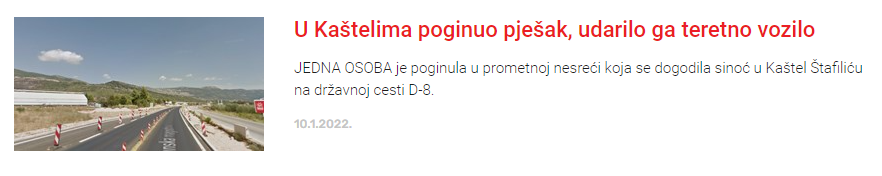 U Kaštelima poginuo pješak, udarilo ga teretno vozilo
JEDNA OSOBA je poginula u prometnoj nesreći koja se dogodila sinoć u Kaštel Štafiliću
na državnoj cesti D-8.
10.1.2022.